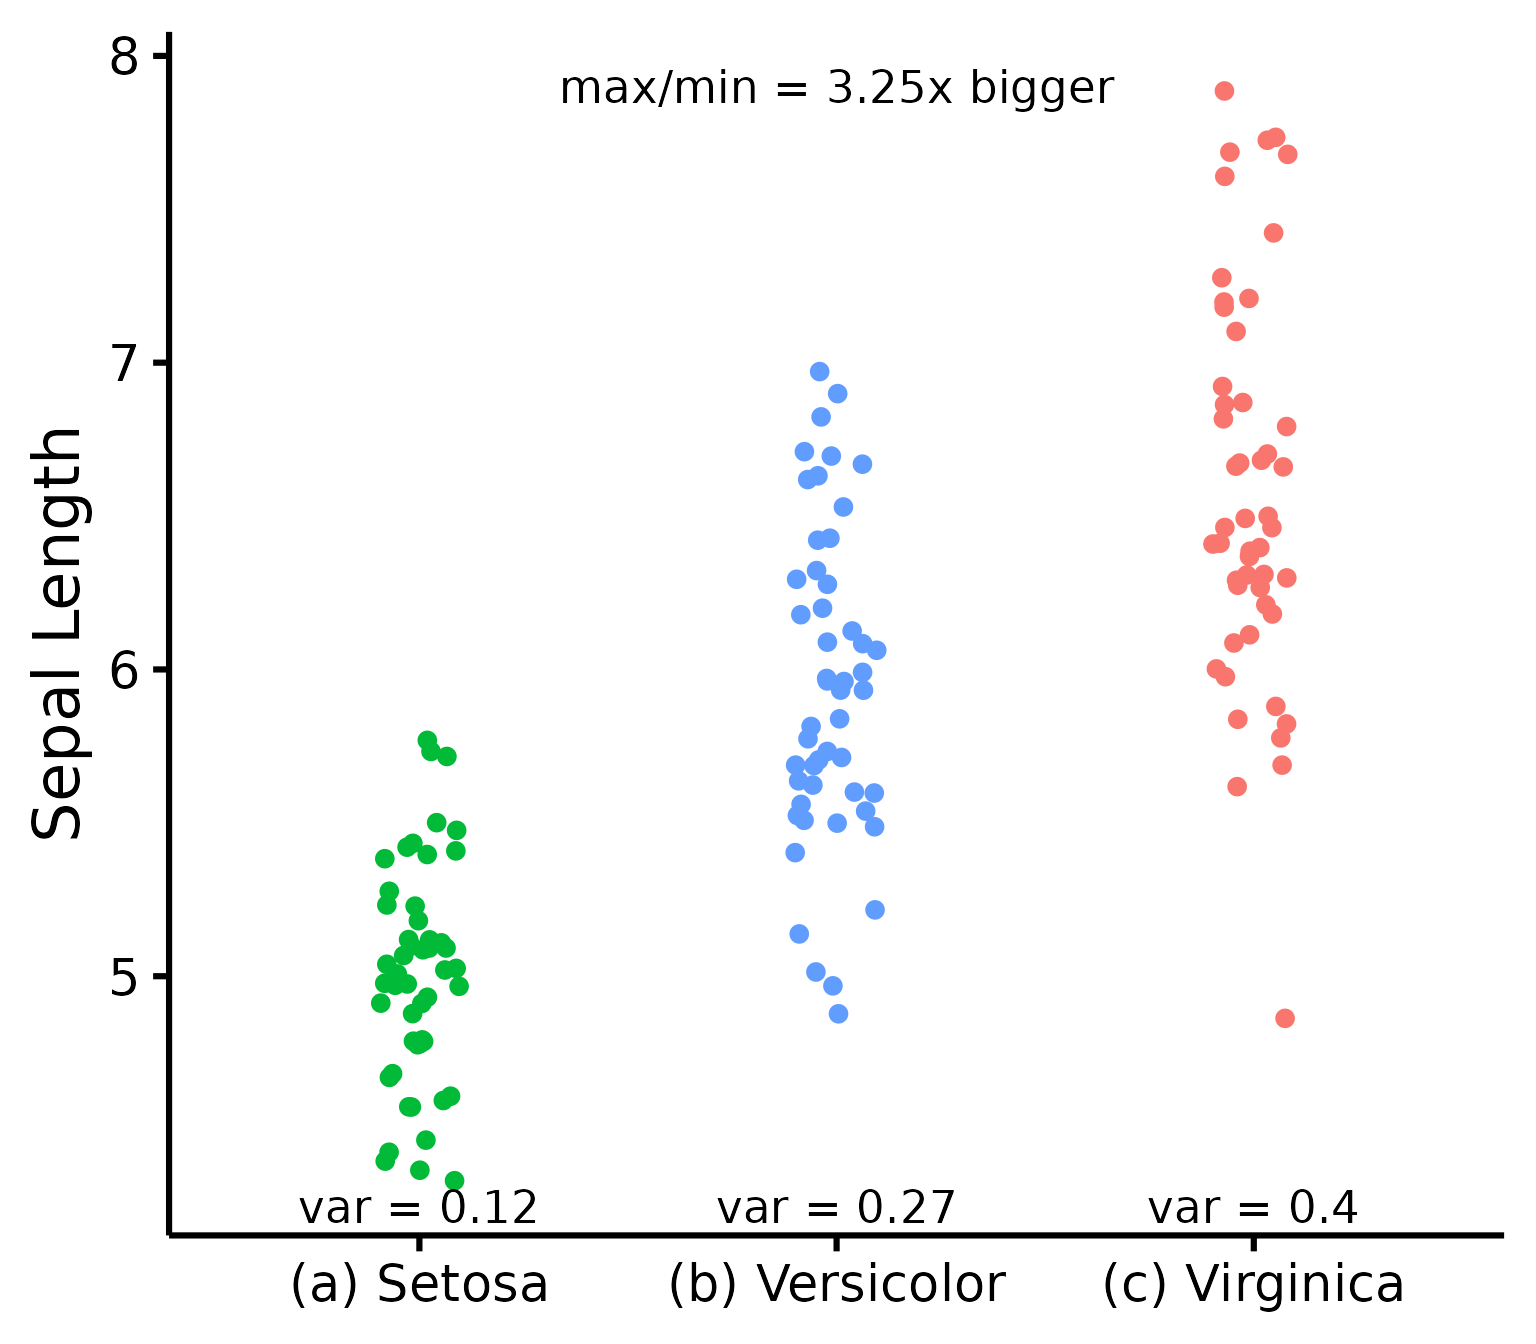 max/min = 3.25x bigger
8
7
6
5
Sepal Length
var = 0.12
var = 0.27
var = 0.4
(a) Setosa
(b) Versicolor
(c) Virginica